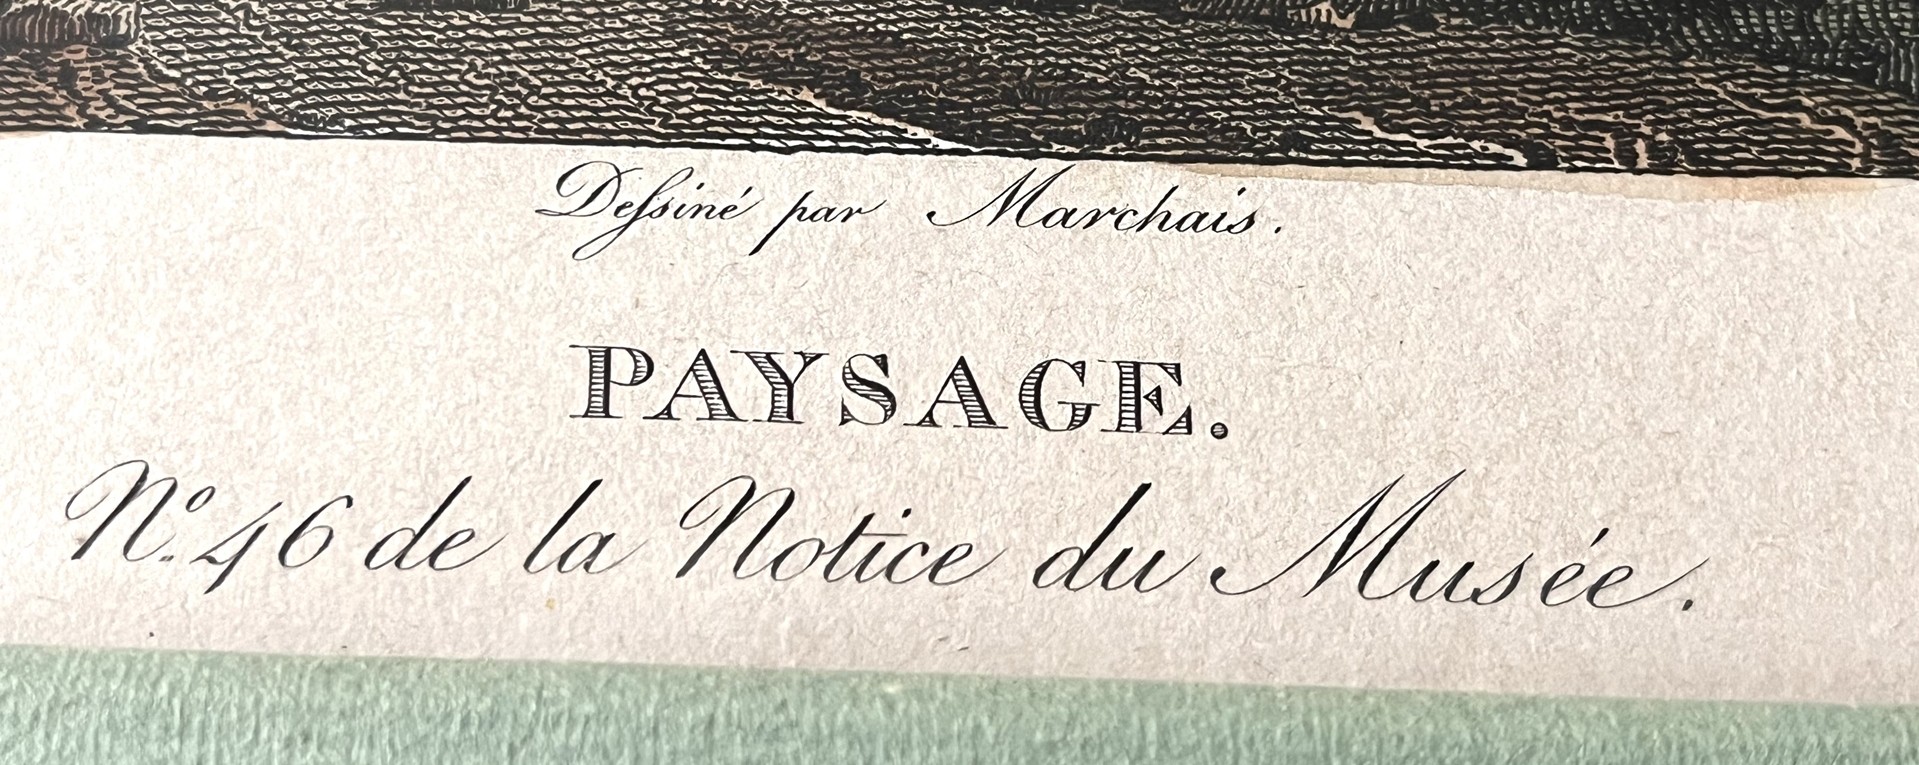 Deſsiné par Marchais.
PAYSAGE.
N.º 46 de la Notice du Musée.